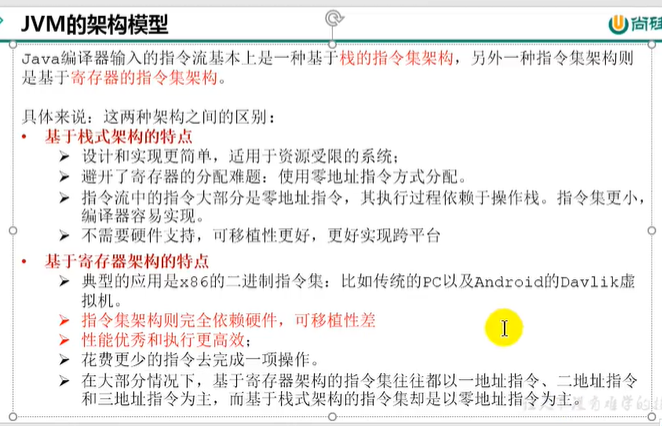 JVM的架构模型
尚硅
Java编译器输入的指令流基本上是一种基于栈的指令集架构，另外一种指令集架构则
是基于寄存器的指令集架构。
具体来说：这两种架构之间的区别：
• 基于栈式架构的特点
➢ 设计和实现更简单，适用于资源受限的系统；
➢ 避开了寄存器的分配难题：使用零地址指令方式分配。
➢ 指令流中的指令大部分是零地址指令，其执行过程依赖于操作栈。指令集更小，
编译器容易实现。
➢ 不需要硬件支持，可移植性更好，更好实现跨平台
• 基于寄存器架构的特点
➢ 典型的应用是x86的二进制指令集：比如传统的PC以及Android的Davlik虚
拟机。
➢ 指令集架构则完全依赖硬件，可移植性差
➢ 性能优秀和执行更高效；
➢ 花费更少的指令去完成一项操作。
➢ 在大部分情况下，基于寄存器架构的指令集往往都以一地址指令、二地址指令
和三地址指令为主，而基于栈式架构的指令集却是以零地址指令为主。